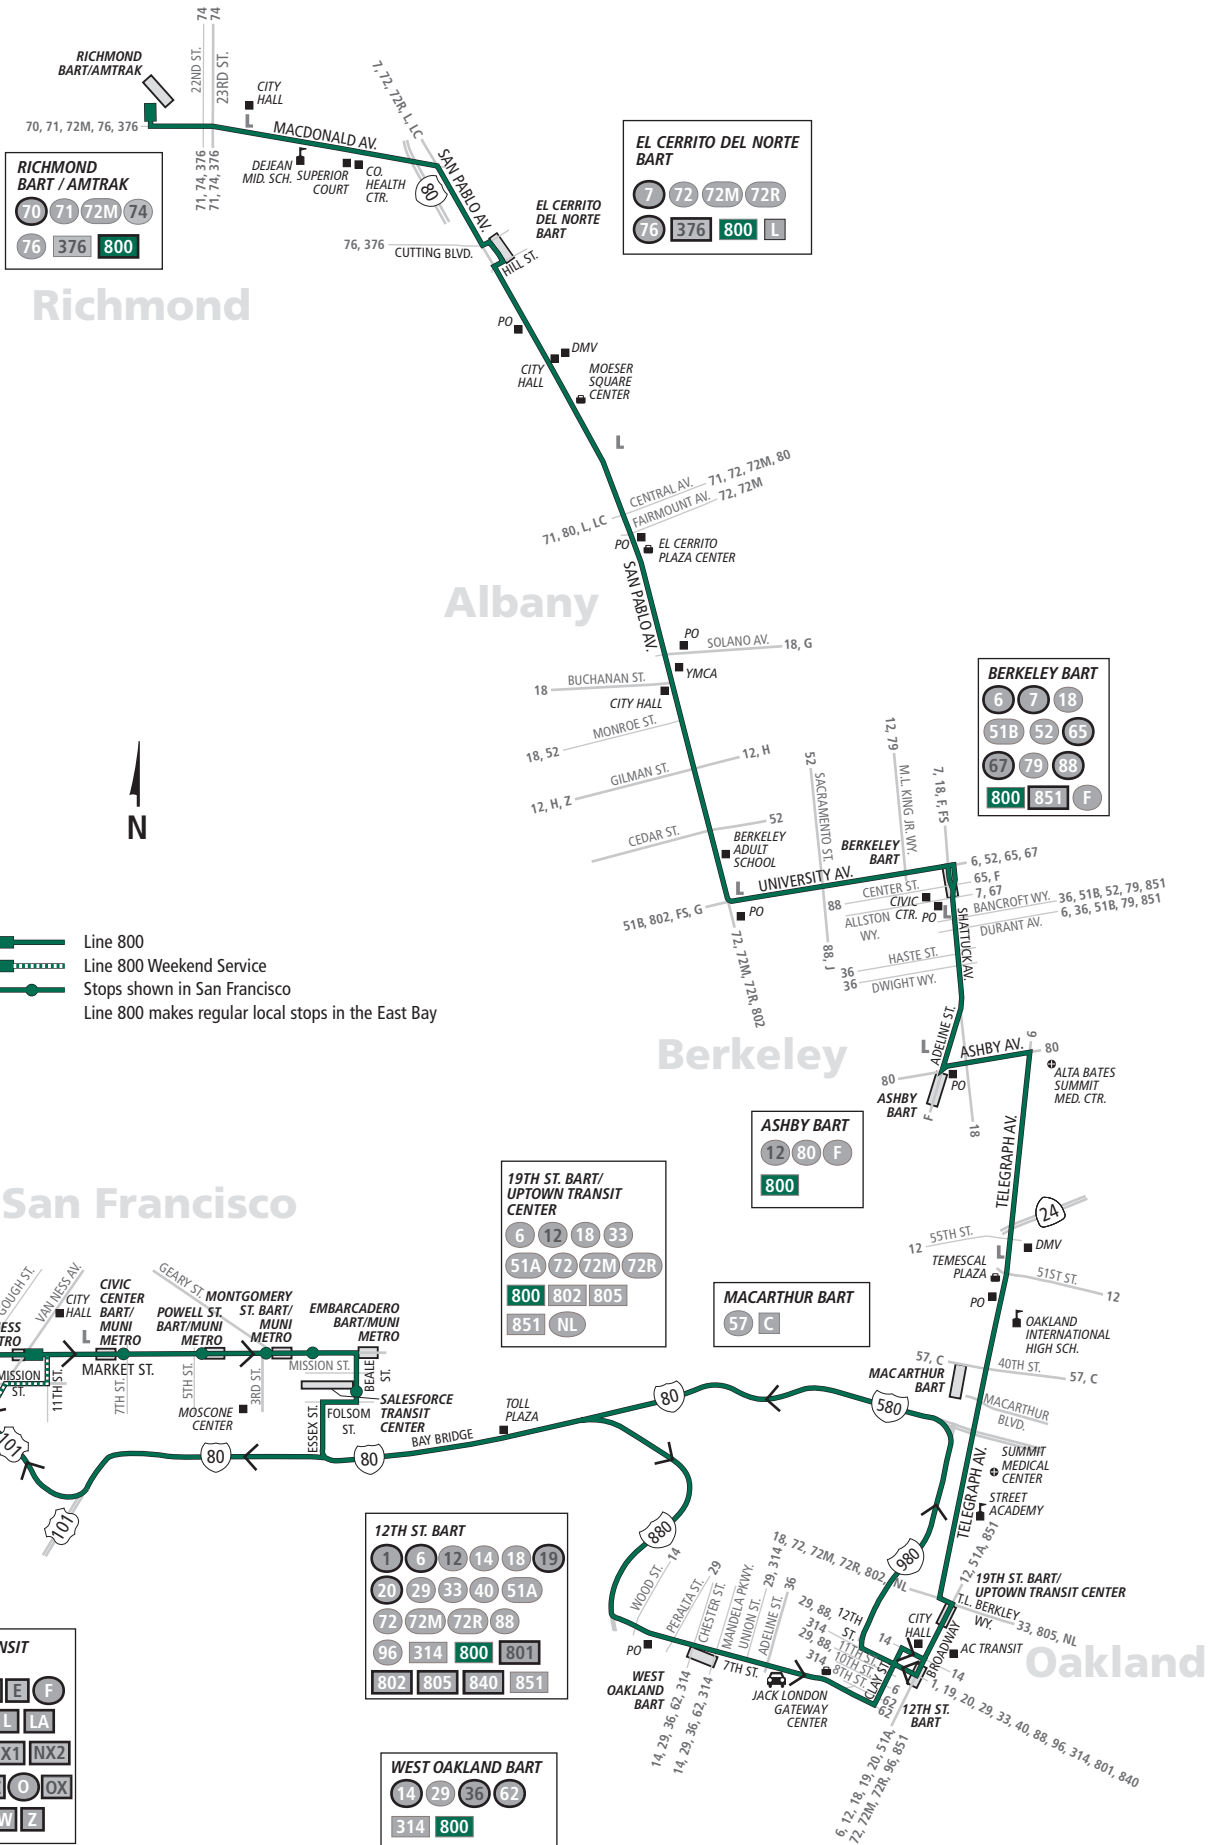 74
74
22ND ST.
23RD ST.
RICHMOND
BART/AMTRAK
CITY
HALL
L
70, 71, 72M, 76, 376
MACDONALD AV.
7, 72, 72R, L, LC
71, 74, 376
71, 74, 376
DEJEAN
MID. SCH.
SUPERIOR
COURT
CO.
HEALTH
CTR.
80
SAN PABLO AV.
RICHMOND
BART / AMTRAK
70 71 72M 74
76 376 800
EL CERRITO DEL NORTE
BART
7 72 72M 72R
76 376 800 L
EL CERRITO
DEL NORTE
BART
76, 376
CUTTING BLVD.
HILL ST.
Richmond
PO
DMV
CITY
HALL
MOESER
SQUARE
CENTER
L
CENTRAL AV.
71, 72, 72M, 80
FAIRMOUNT AV.
72, 72M
71, 80, L, LC
PO
EL CERRITO
PLAZA CENTER
SAN PABLO AV.
Albany
PO
SOLANO AV.
18, G
YMCA
BUCHANAN ST.
18
CITY HALL
MONROE ST.
18, 52
GILMAN ST.
12, H
12, H, Z
CEDAR ST.
52
BERKELEY
ADULT
SCHOOL
52
SACRAMENTO ST.
12, 79
M.L. KING JR. WY.
7, 18, F, FS
BERKELEY BART
6 7 18
51B 52 65
67 79 88
800 851 F
N
BERKELEY
BART
6, 52, 65, 67
65, F
7, 67
L
UNIVERSITY AV.
CENTER ST.
88
CIVIC
CTR.
PO
L
BANCROFT WY.
36, 51B, 52, 79, 851
6, 36, 51B, 79, 851
DURANT AV.
ALLSTON
WY.
51B, 802, FS, G
PO
SHATTUCK AV.
72, 72M, 72R, 802
88, J
HASTE ST.
36
DWIGHT WY.
36
Line 800
Line 800 Weekend Service
Stops shown in San Francisco
Line 800 makes regular local stops in the East Bay
Berkeley
ADELINE ST.
L
ASHBY AV.
6
80
80
PO
ALTA BATES
SUMMIT
MED. CTR.
ASHBY
BART
F
18
ASHBY BART
12 80 F
800
TELEGRAPH AV.
24
San Francisco
19TH ST. BART/
UPTOWN TRANSIT
CENTER
6 12 18 33
51A 72 72M 72R
800 802 805
851 NL
12
55TH ST.
L
DMV
TEMESCAL
PLAZA
51ST ST.
12
PO
OAKLAND
INTERNATIONAL
HIGH SCH.
MACARTHUR BART
57 C
57, C
40TH ST.
57, C
MACARTHUR
BART
MACARTHUR
BLVD.
GOUGH ST.
VAN NESS AV.
CITY
HALL
L
CIVIC
CENTER
BART/
MUNI
METRO
GEARY ST.
POWELL ST.
BART/MUNI
METRO
MONTGOMERY
ST. BART/
MUNI
METRO
EMBARCADERO
BART/MUNI
METRO
ESS
TRO
MARKET ST.
MISSION ST.
MISSION
ST.
11TH ST.
7TH ST.
5TH ST.
3RD ST.
BEALE
ST.
MOSCONE
CENTER
ESSEX ST.
FOLSOM
ST.
SALESFORCE
TRANSIT
CENTER
TOLL
PLAZA
80
580
BAY BRIDGE
80
80
101
101
SUMMIT
MEDICAL
CENTER
STREET
ACADEMY
TELEGRAPH AV.
12, 51A, 851
880
980
12TH ST. BART
1 6 12 14 18 19
20 29 33 40 51A
72 72M 72R 88
96 314 800 801
802 805 840 851
WOOD ST.
14
PERALTA ST.
29
CHESTER ST.
MANDELA PKWY.
UNION ST.
29, 314
ADELINE ST.
36
18, 72, 72M, 72R, 802, NL
19TH ST. BART/
UPTOWN TRANSIT CENTER
T.L. BERKLEY
WY.
33, 805, NL
29, 88,
314
12TH
ST.
11TH ST.
29, 88,
314
10TH ST.
8TH ST.
14
CITY
HALL
BROADWAY
AC TRANSIT
14
PO
WEST
OAKLAND
BART
7TH ST.
JACK LONDON
GATEWAY
CENTER
CLAY ST.
6
62
62
12TH ST.
BART
1, 19, 20, 29, 33, 40, 88, 96, 314, 801, 840
Oakland
14, 29, 36, 62, 314
14, 29, 36, 62, 314
6, 12, 18, 19, 20, 51A,
72, 72M, 72R, 96, 851
NSIT
E F
L LA
X1 NX2
O OX
W Z
WEST OAKLAND BART
14 29 36 62
314 800